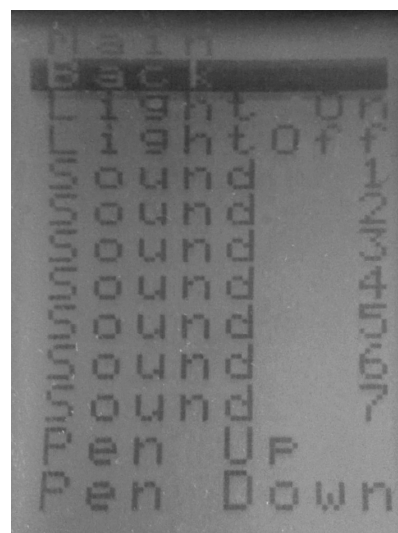 Main
Back
Light On
LightOff
Sound 1
Sound 2
Sound 3
Sound 4
Sound 5
Sound 6
Sound 7
Pen Up
Pen Down